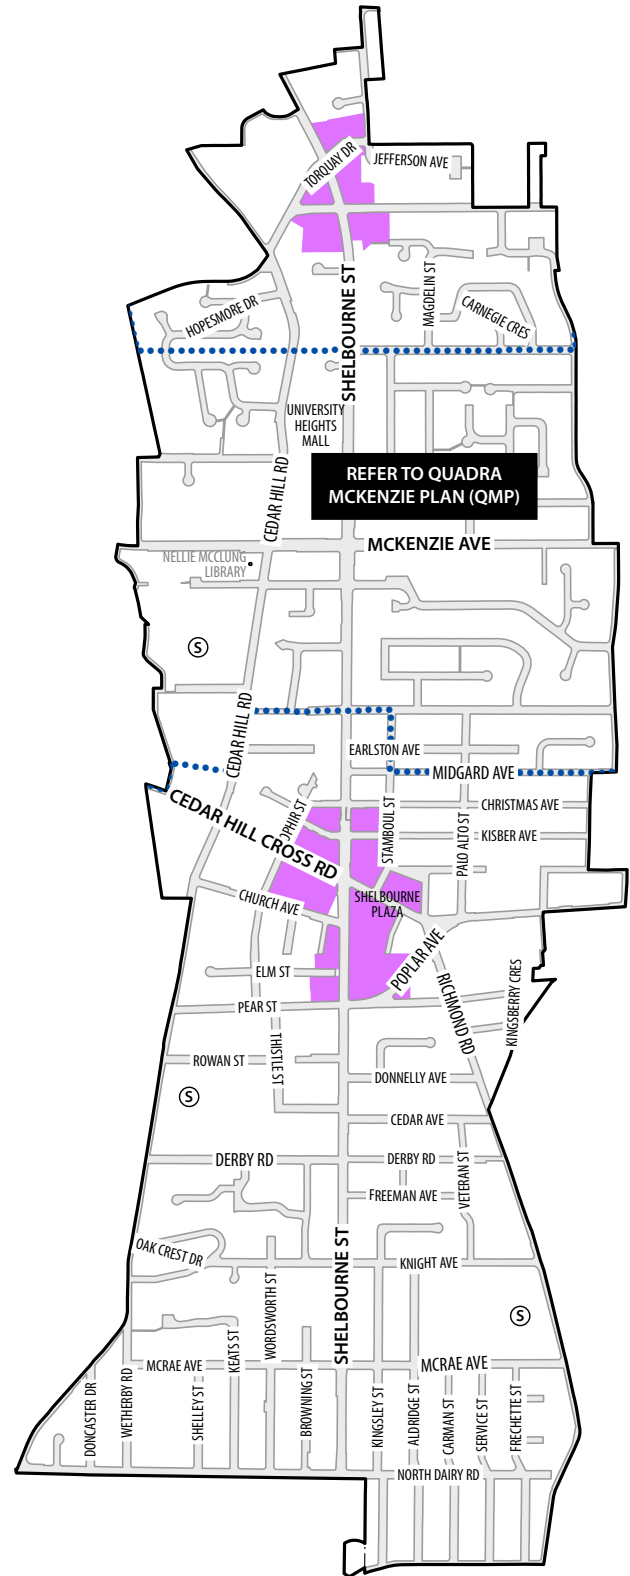 TORQUAY DR
JEFFERSON AVE
SHELBOURNE ST
MAGDELIN ST
CARNEGIE CRES
HOPESMORE DR
UNIVERSITY
HEIGHTS
MALL
CEDAR HILL RD
REFER TO QUADRA
MCKENZIE PLAN (QMP)
MCKENZIE AVE
NELLIE MCCLUNG
LIBRARY
S
CEDAR HILL RD
EARLSTON AVE
MIDGARD AVE
CEDAR HILL CROSS RD
OPHIR ST
STAMBOUL ST
CHRISTMAS AVE
KISBER AVE
PALO ALTO ST
CHURCH AVE
SHELBOURNE
PLAZA
POPLAR AVE
ELM ST
RICHMOND RD
KINGSBERRY CRES
PEAR ST
THISTLE ST
ROWAN ST
S
DONNELLY AVE
CEDAR AVE
DERBY RD
DERBY RD
VETERAN ST
FREEMAN AVE
SHELBOURNE ST
OAK CREST DR
KNIGHT AVE
WORDSWORTH ST
S
KEATS ST
MCRAE AVE
MCRAE AVE
DONCASTER DR
WETHERBY RD
SHELLEY ST
BROWNING ST
KINGSLEY ST
ALDRIDGE ST
CARMAN ST
SERVICE ST
FRECHETTE ST
NORTH DAIRY RD